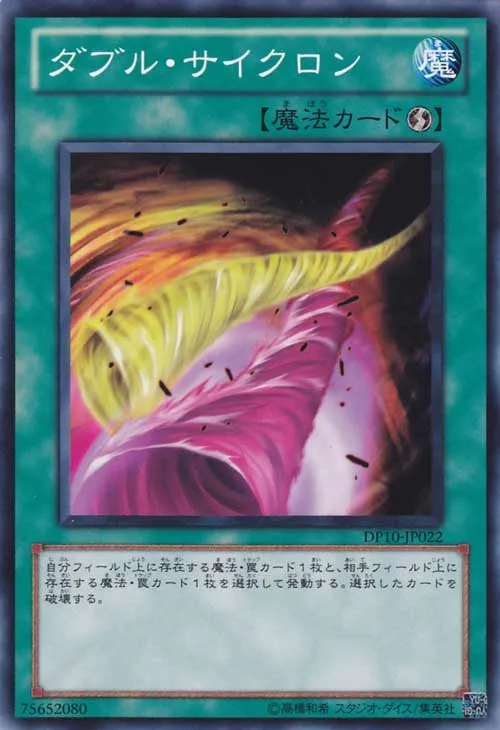 ダブル・サイクロン
魔
【魔法カード】
DP10-JP022
自分フィールド上に存在する魔法・罠カード1枚と、相手フィールド上に
存在する魔法・罠カード1枚を選択して発動する。選択したカードを
破壊する。
75652080
©高橋和希 スタジオ・ダイス/集英社